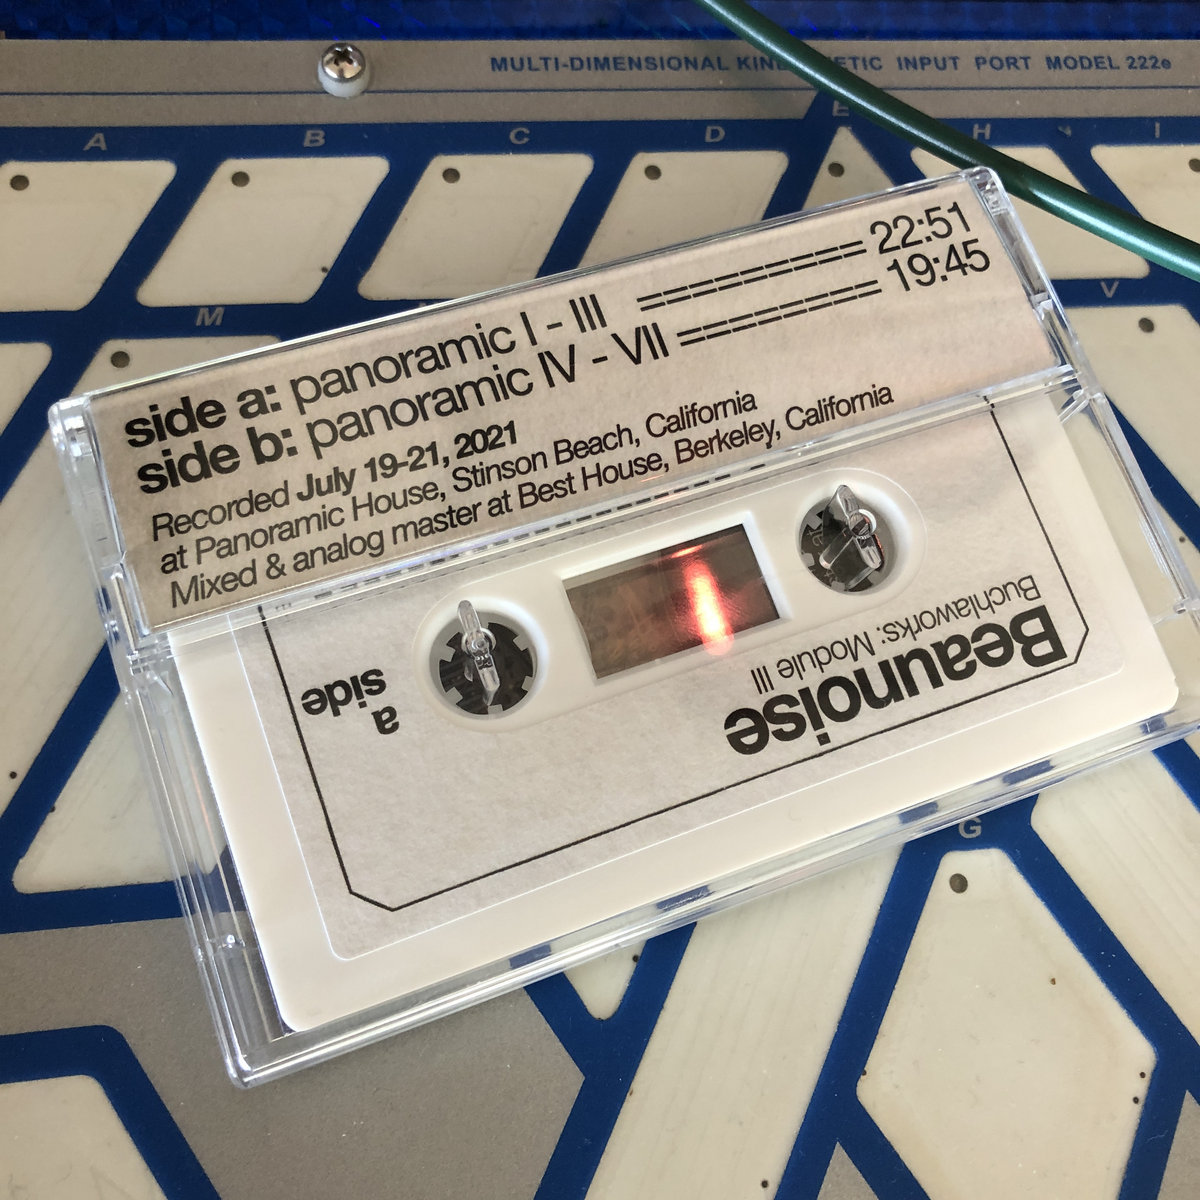 MULTI-DIMENSIONAL KIN ETIC INPUT PORT MODEL 222e
A B C D E H I
M V
side a: panoramic I - III ========== 22:51
side b: panoramic IV - VII ========= 19:45
Recorded July 19-21, 2021
at Panoramic House, Stinson Beach, California
Mixed & analog master at Best House, Berkeley, California
Beaunoise
Buchlaworks: Module III
a
side
G